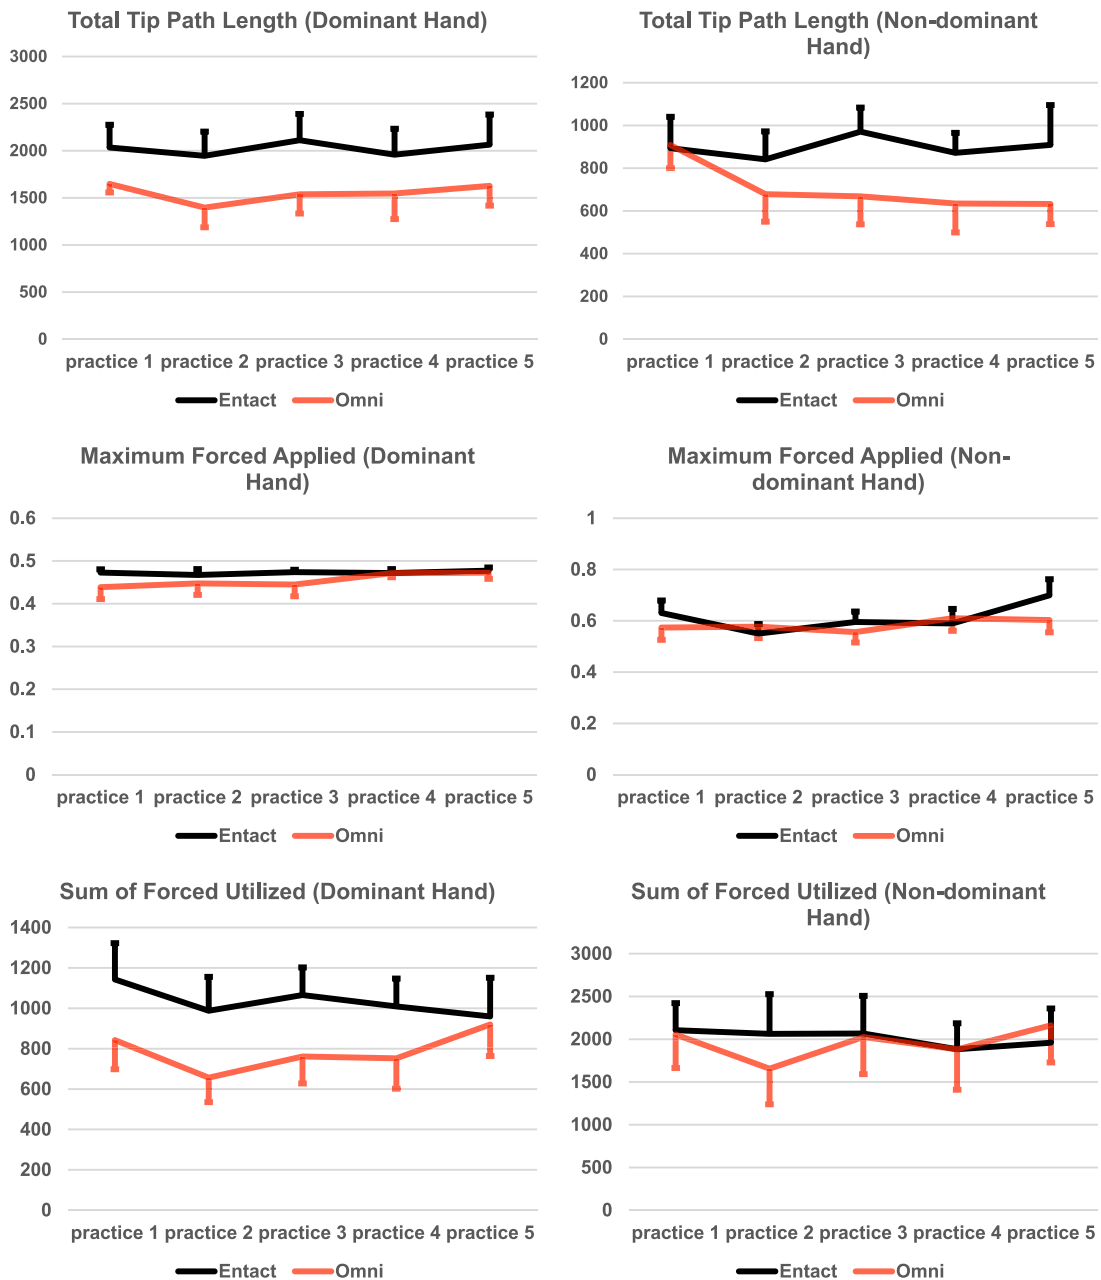 Total Tip Path Length (Dominant Hand)
3000
2500
2000
1500
1000
500
0
practice 1 practice 2 practice 3 practice 4 practice 5
Entact Omni
Total Tip Path Length (Non-dominant
Hand)
1200
1000
800
600
400
200
0
practice 1 practice 2 practice 3 practice 4 practice 5
Entact Omni
Maximum Forced Applied (Dominant
Hand)
0.6
0.5
0.4
0.3
0.2
0.1
0
practice 1 practice 2 practice 3 practice 4 practice 5
Entact Omni
Maximum Forced Applied (Non-
dominant Hand)
1
0.8
0.6
0.4
0.2
0
practice 1 practice 2 practice 3 practice 4 practice 5
Entact Omni
Sum of Forced Utilized (Dominant Hand)
1400
1200
1000
800
600
400
200
0
practice 1 practice 2 practice 3 practice 4 practice 5
Entact Omni
Sum of Forced Utilized (Non-dominant
Hand)
3000
2500
2000
1500
1000
500
0
practice 1 practice 2 practice 3 practice 4 practice 5
Entact Omni